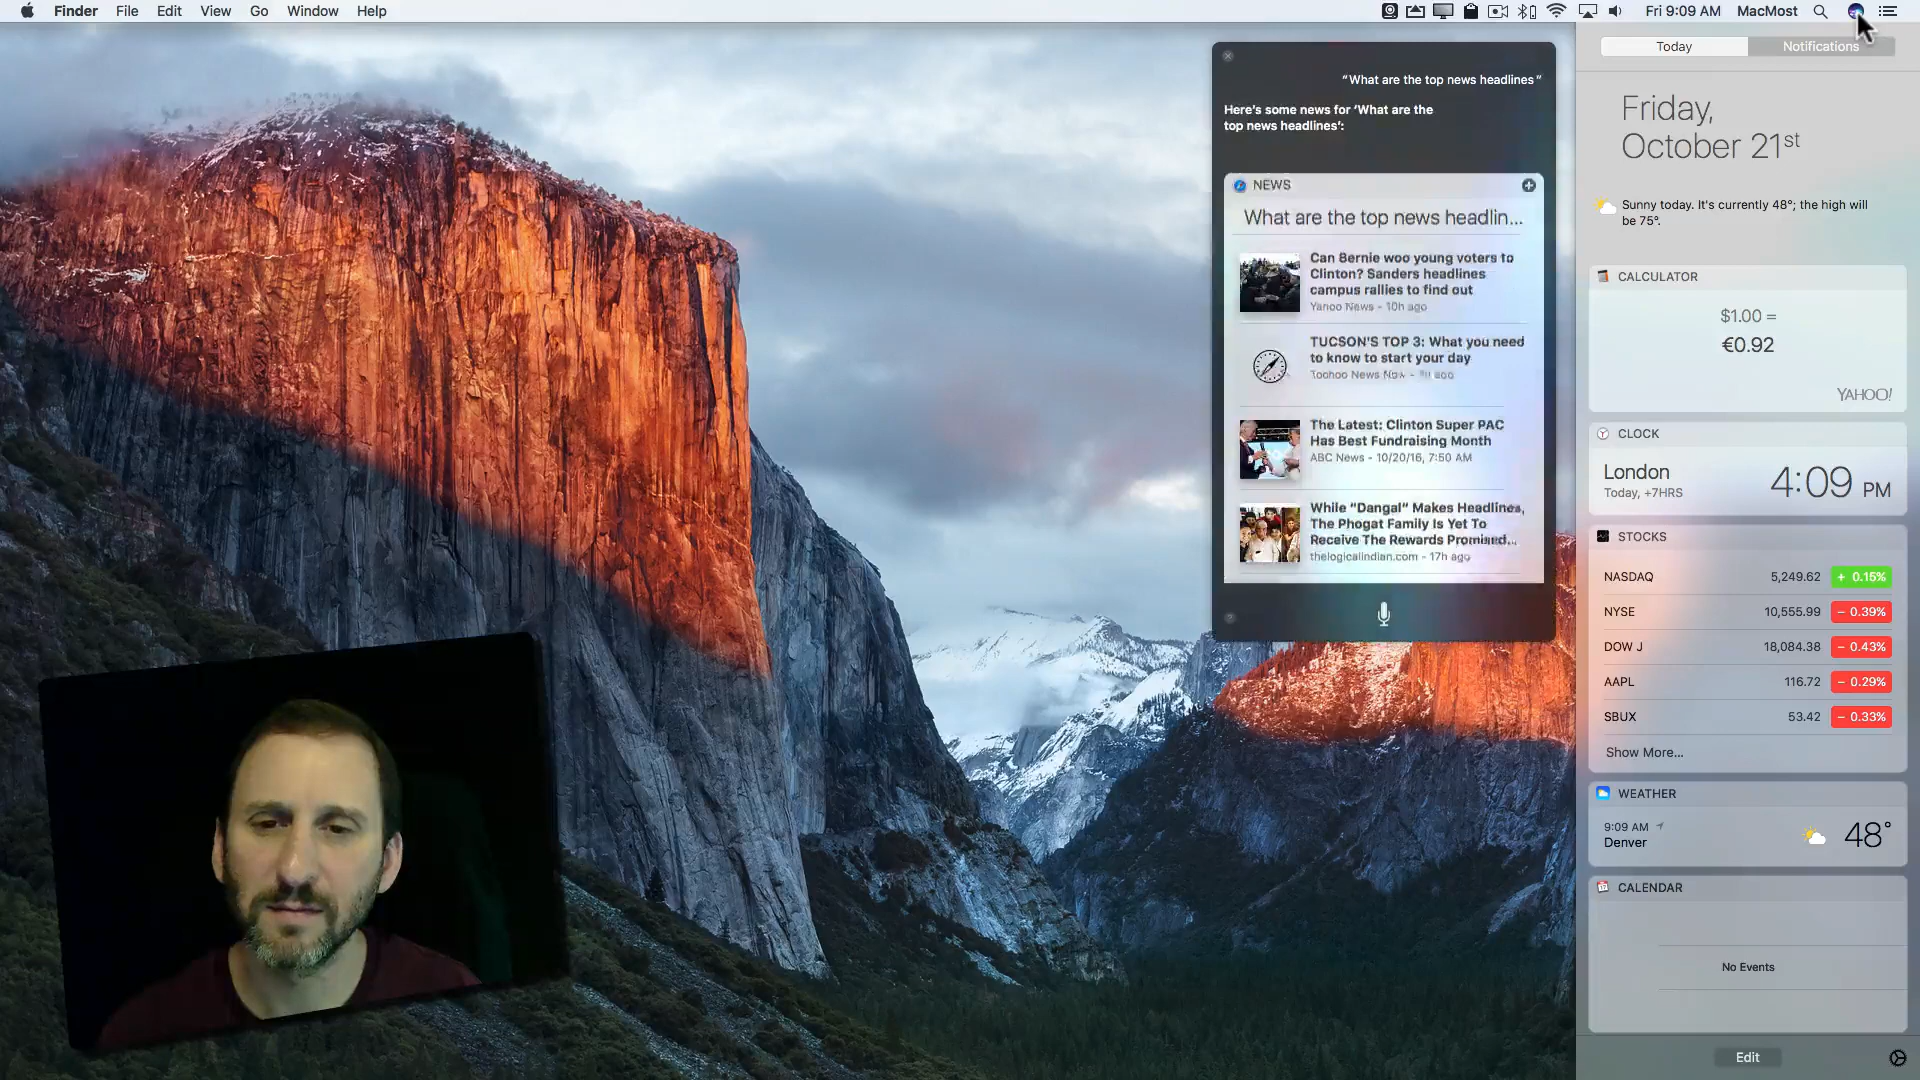 Finder File Edit View Go Window Help
Fri 9:09 AM MacMost
"What are the top news headlines"
Here's some news for 'What are the
top news headlines':
NEWS
What are the top news headlin...
Can Bernie woo young voters to
Clinton? Sanders headlines
campus rallies to find out
Yahoo News - 10h ago
TUCSON'S TOP 3: What you need
to know to start your day
News Now - ago
The Latest: Clinton Super PAC
Has Best Fundraising Month
ABC News - 10/20/16, 7:50 AM
While "Dangal" Makes Headlines,
The Phogat Family Is Yet To
Receive The Rewards Promised...
thelogicalindian.com - 17h ago
?
Today Notifications
Friday,
October 21st
Sunny today. It's currently 48°; the high will
be 75°.
CALCULATOR
$1.00 =
€0.92
YAHOO!
CLOCK
London 4:09 PM
Today, +7HRS
STOCKS
NASDAQ 5,249.62 + 0.15%
NYSE 10,555.99 − 0.39%
DOW J 18,084.38 − 0.43%
AAPL 116.72 − 0.29%
SBUX 53.42 − 0.33%
Show More...
WEATHER
9:09 AM
Denver 48°
CALENDAR
No Events
Edit